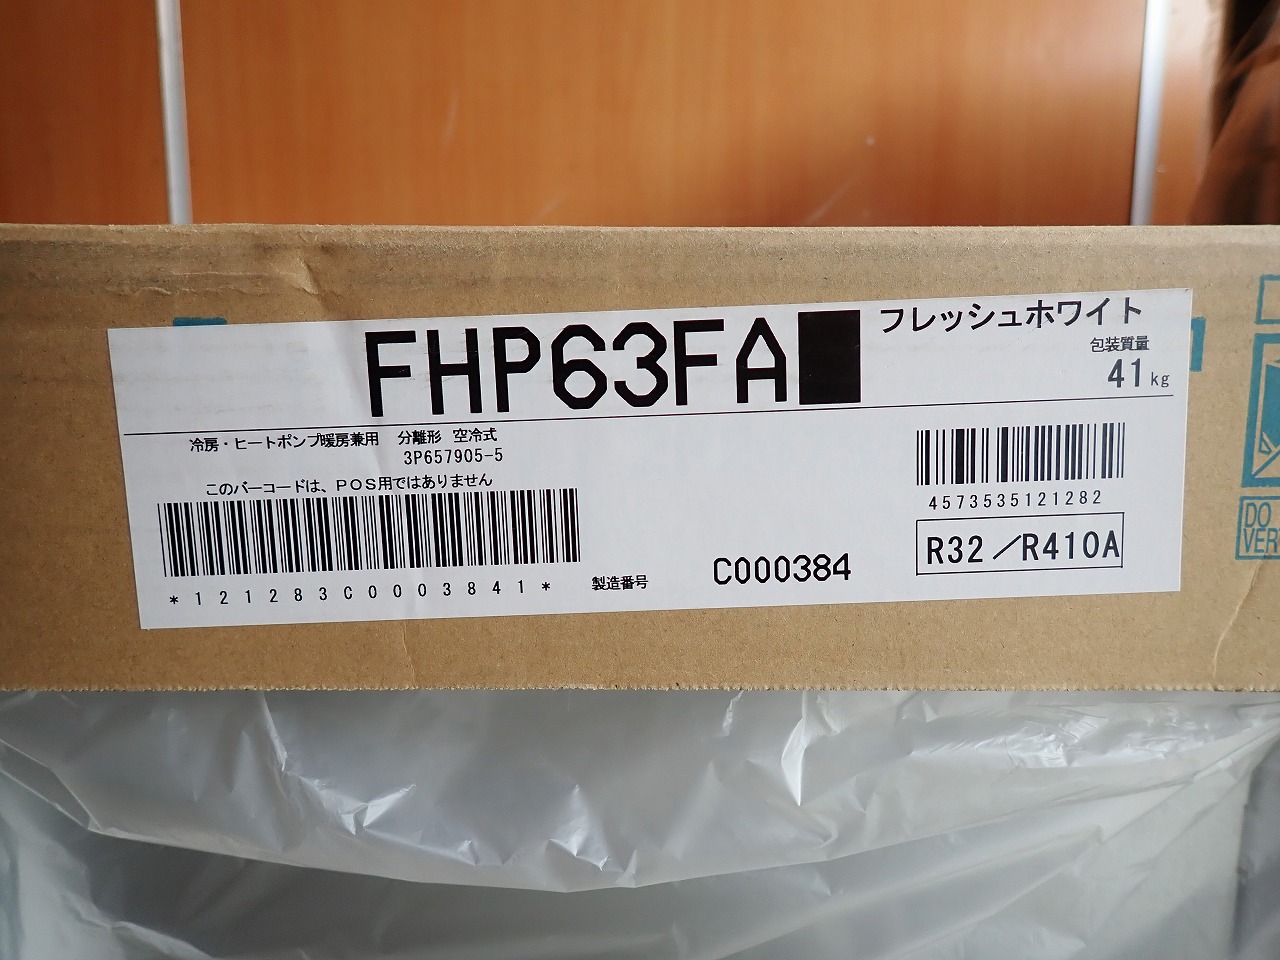 FHP63FA
フレッシュホワイト
包装質量
41kg
冷房・ヒートポンプ暖房兼用 分離形 空冷式
3P657905-5
このバーコードは、POS用ではありません
*121283C0003841*
製造番号 C000384
4573535121282
R32/R410A
DO
VER